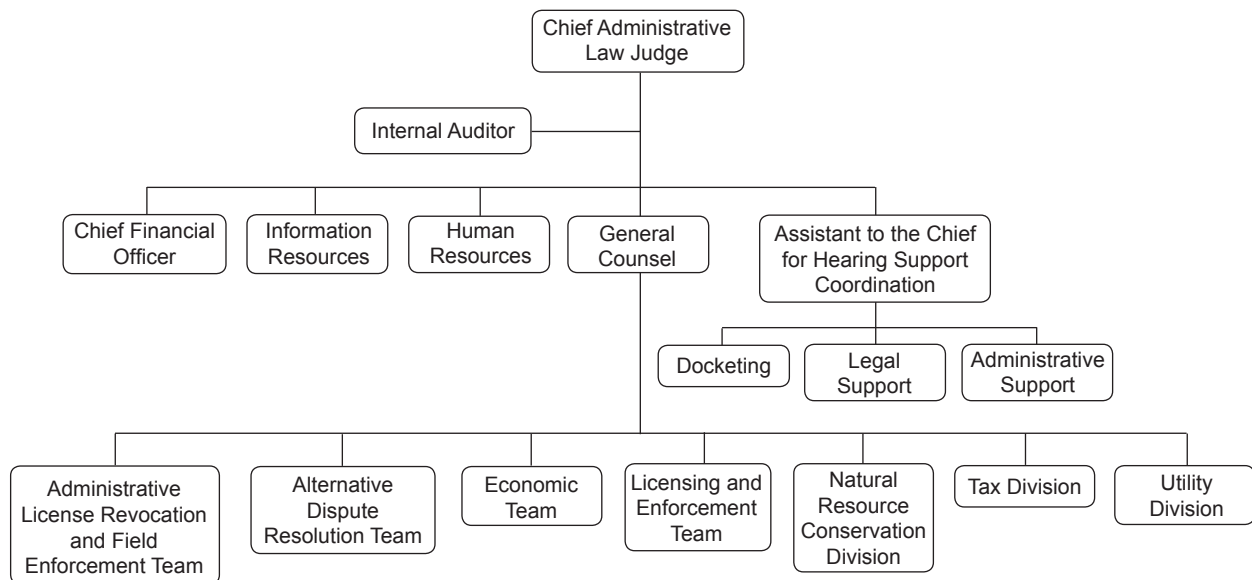 Chief Administrative
Law Judge
Internal Auditor
Chief Financial
Officer
Information
Resources
Human
Resources
General
Counsel
Assistant to the Chief
for Hearing Support
Coordination
Docketing
Legal
Support
Administrative
Support
Administrative
License Revocation
and Field
Enforcement Team
Alternative
Dispute
Resolution Team
Economic
Team
Licensing and
Enforcement
Team
Natural
Resource
Conservation
Division
Tax Division
Utility
Division